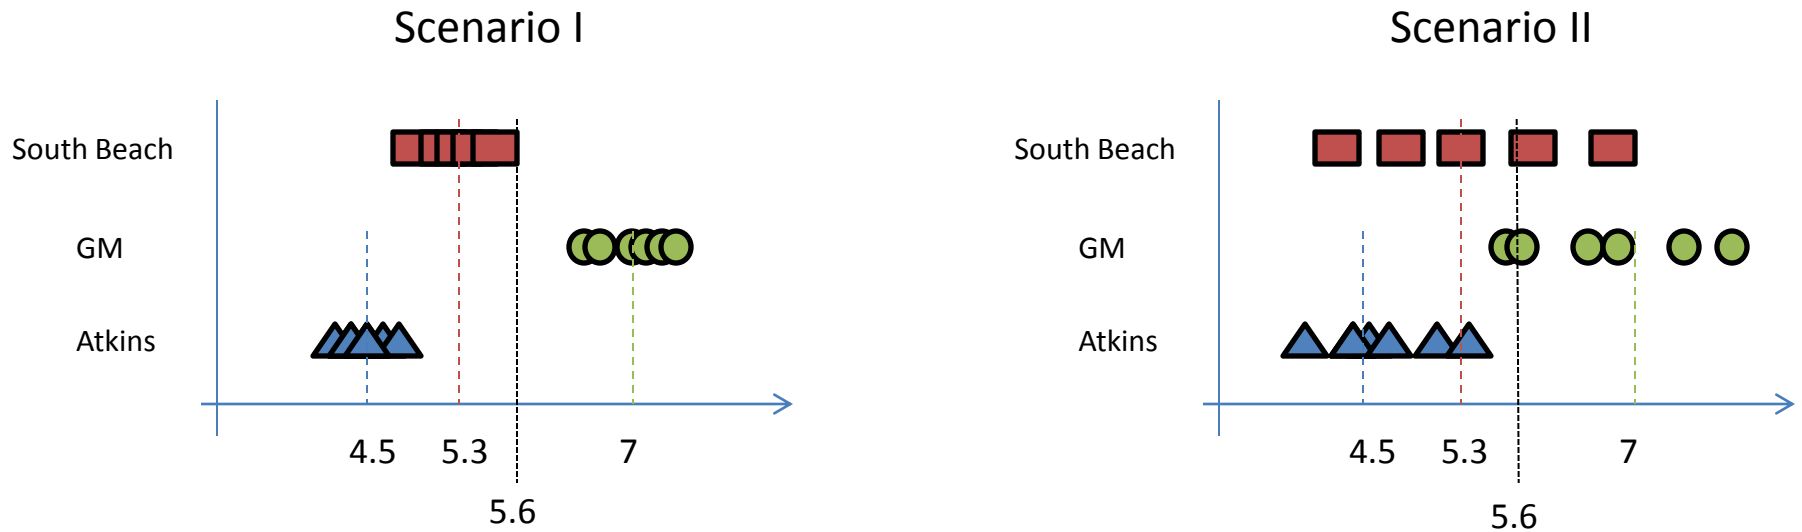 Scenario I
South Beach
GM
Atkins
4.5 5.3 7
5.6
Scenario II
South Beach
GM
Atkins
4.5 5.3 7
5.6